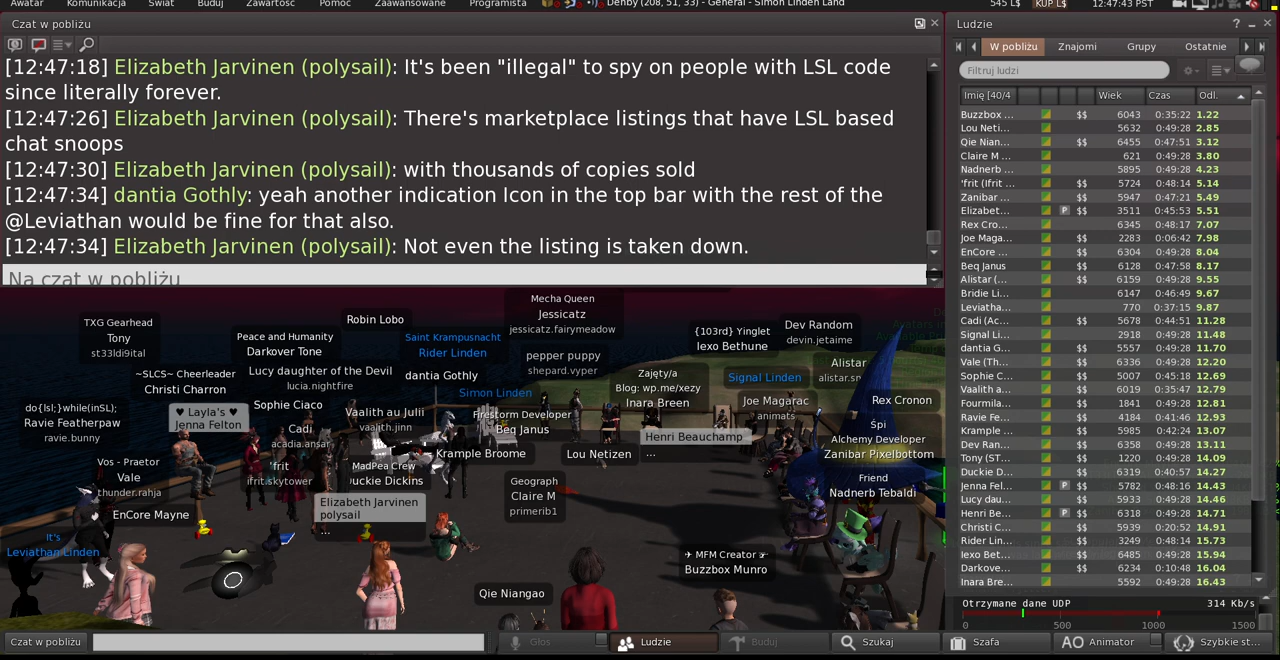 Awatar Komunikacja Świat Buduj Zawartość Pomoc Zaawansowane Programista Denby (208, 51, 33) - General - Simon Linden Land 545 L$ KUP L$ 12:47:43 PST
Czat w pobliżu
[12:47:18] Elizabeth Jarvinen (polysail): It's been "illegal" to spy on people with LSL code
since literally forever.
[12:47:26] Elizabeth Jarvinen (polysail): There's marketplace listings that have LSL based
chat snoops
[12:47:30] Elizabeth Jarvinen (polysail): with thousands of copies sold
[12:47:34] dantia Gothly: yeah another indication Icon in the top bar with the rest of the
@Leviathan would be fine for that also.
[12:47:34] Elizabeth Jarvinen (polysail): Not even the listing is taken down.
Na czat w pobliżu
TXG Gearhead
Tony
st33ldi9ital
Robin Lobo
Mecha Queen
Jessicatz
jessicatz.fairymeadow
Peace and Humanity
Darkover Tone
Saint Krampusnacht
Rider Linden
pepper puppy
shepard.vyper
{103rd} Yinglet
Iexo Bethune
Dev Random
devin.jetaime
~SLCS~ Cheerleader
Christi Charron
Lucy daughter of the Devil
lucia.nightfire
dantia Gothly
Simon Linden
Zajęty/a
Blog: wp.me/xezy
Inara Breen
Signal Linden
Alistar
Joe Magarac
animats
Rex Cronon
do{lsl;}while(inSL);
Ravie Featherpaw
ravie.bunny
♥ Layla's ♥
Jenna Felton
Sophie Ciaco
Cadi
acadia.ansar
Vaalith au Julii
vaalith.jinn
Firestorm Developer
Beq Janus
Henri Beauchamp
...
Śpi
Alchemy Developer
Zanibar Pixelbottom
Vos - Praetor
Vale
thunder.rahja
'frit
ifrit.skytower
MadPea Crew
Krample Broome
Lou Netizen
Geograph
Claire M
primerib1
Friend
Nadnerb Tebaldi
EnCore Mayne
Elizabeth Jarvinen
polysail
...
It's
Leviathan Linden
✈ MFM Creator
Buzzbox Munro
Qie Niangao
Ludzie
? _ ×
W pobliżu Znajomi Grupy Ostatnie
Filtruj ludzi
Imię [40/4 Wiek Czas Odl.
Buzzbox ... $$ 6043 0:35:22 1.22
Lou Neti... 5632 0:49:28 2.85
Qie Nian... $$ 6455 0:47:51 3.12
Claire M ... 621 0:49:28 3.80
Nadnerb ... 5895 0:49:28 4.23
'frit (Ifrit ... $$ 5724 0:48:14 5.14
Zanibar ... $$ 5947 0:47:21 5.49
Elizabet... P $$ 3511 0:45:53 5.51
Rex Cro... 6345 0:48:17 7.07
Joe Maga... $$ 2283 0:06:42 7.98
EnCore ... $$ 6304 0:49:28 8.04
Beq Janus $$ 6128 0:47:58 8.17
Alistar (... $$ 6159 0:49:28 9.55
Bridie Li... 6147 0:46:49 9.67
Leviatha... 770 0:37:15 9.87
Cadi (Ac... $$ 5678 0:44:51 11.28
Signal Li... 2918 0:49:28 11.48
dantia G... $$ 5557 0:49:28 11.70
Vale (Th... $$ 6336 0:49:28 12.20
Sophie C... $$ 5007 0:45:18 12.69
Vaalith a... $$ 6019 0:35:47 12.79
Fourmila... $$ 1841 0:49:28 12.81
Ravie Fe... $$ 4184 0:41:46 12.93
Krample ... $$ 5985 0:42:24 13.07
Dev Ran... $$ 6358 0:49:28 13.11
Tony (ST... $$ 1220 0:49:28 14.09
Duckie D... $$ 6319 0:40:57 14.27
Jenna Fel... P $$ 5782 0:48:16 14.43
Lucy dau... $$ 5933 0:49:28 14.46
Henri Be... P $$ 6318 0:49:28 14.71
Christi C... $$ 5939 0:20:52 14.91
Rider Lin... $$ 3249 0:48:14 15.73
Iexo Bet... $$ 6485 0:49:28 15.94
Darkove... $$ 6234 0:10:48 16.04
Inara Bre... 5592 0:49:28 16.43
Otrzymane dane UDP 314 Kb/s
0 500 1000 1500
Czat w pobliżu Głos Ludzie Buduj Szukaj Szafa AO Animator Szybkie st...